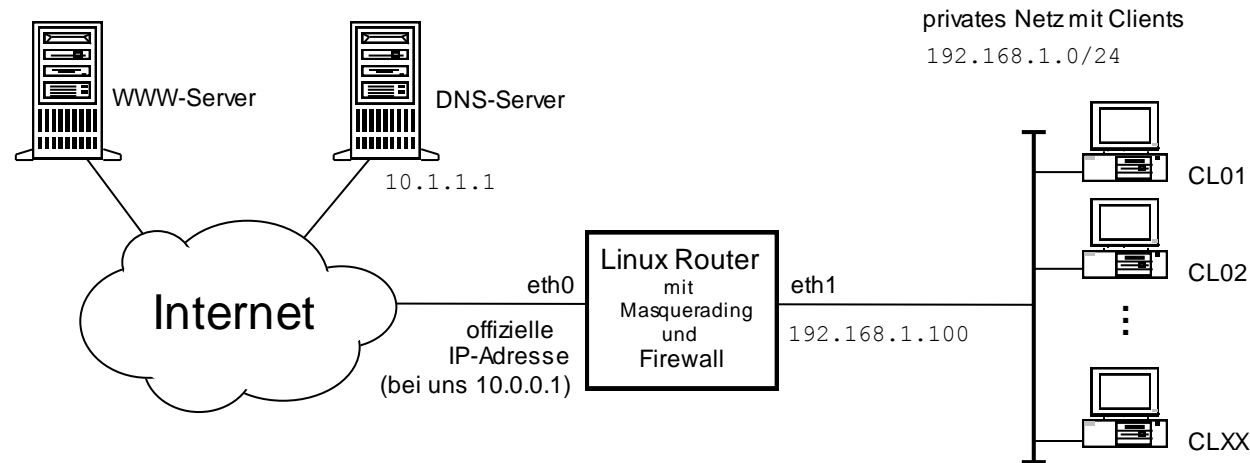 privates Netz mit Clients
192.168.1.0/24
WWW-Server
DNS-Server
10.1.1.1
CL01
Internet
eth0
offizielle
IP-Adresse
(bei uns 10.0.0.1)
Linux Router
mit
Masquerading
und
Firewall
eth1
192.168.1.100
CL02
CLXX